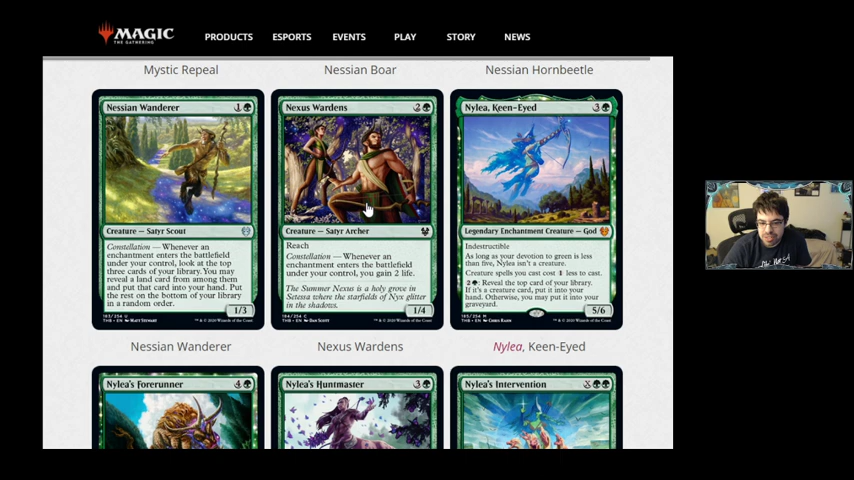 MAGIC
THE GATHERING
PRODUCTS
ESPORTS
EVENTS
PLAY
STORY
NEWS
Mystic Repeal
Nessian Boar
Nessian Hornbeetle
Nessian Wanderer
1
Creature — Satyr Scout
Constellation — Whenever an
enchantment enters the battlefield
under your control, look at the top
three cards of your library. You may
reveal a land card from among
them and put that card into your
hand. Put the rest on the bottom of your library
in a random order.
1/3
Nexus Wardens
2
Creature — Satyr Archer
Reach
Constellation — Whenever an
enchantment enters the battlefield
under your control, you gain 2 life.
The Summer Nexus is a holy grove in
Setessa where the starfields of Nyx glitter
in the shadows.
1/4
Nylea, Keen-Eyed
3
Legendary Enchantment Creature — God
Indestructible
As long as your devotion to green is less
than five, Nylea isn't a creature.
Creature spells you cast cost 1 less to cast.
2: Reveal the top card of your library.
If it's a creature card, put it into your
hand. Otherwise, you may put it into your
graveyard.
5/6
Nessian Wanderer
Nexus Wardens
Nylea, Keen-Eyed
Nylea's Forerunner
4
Nylea's Huntmaster
3
Nylea's Intervention
X